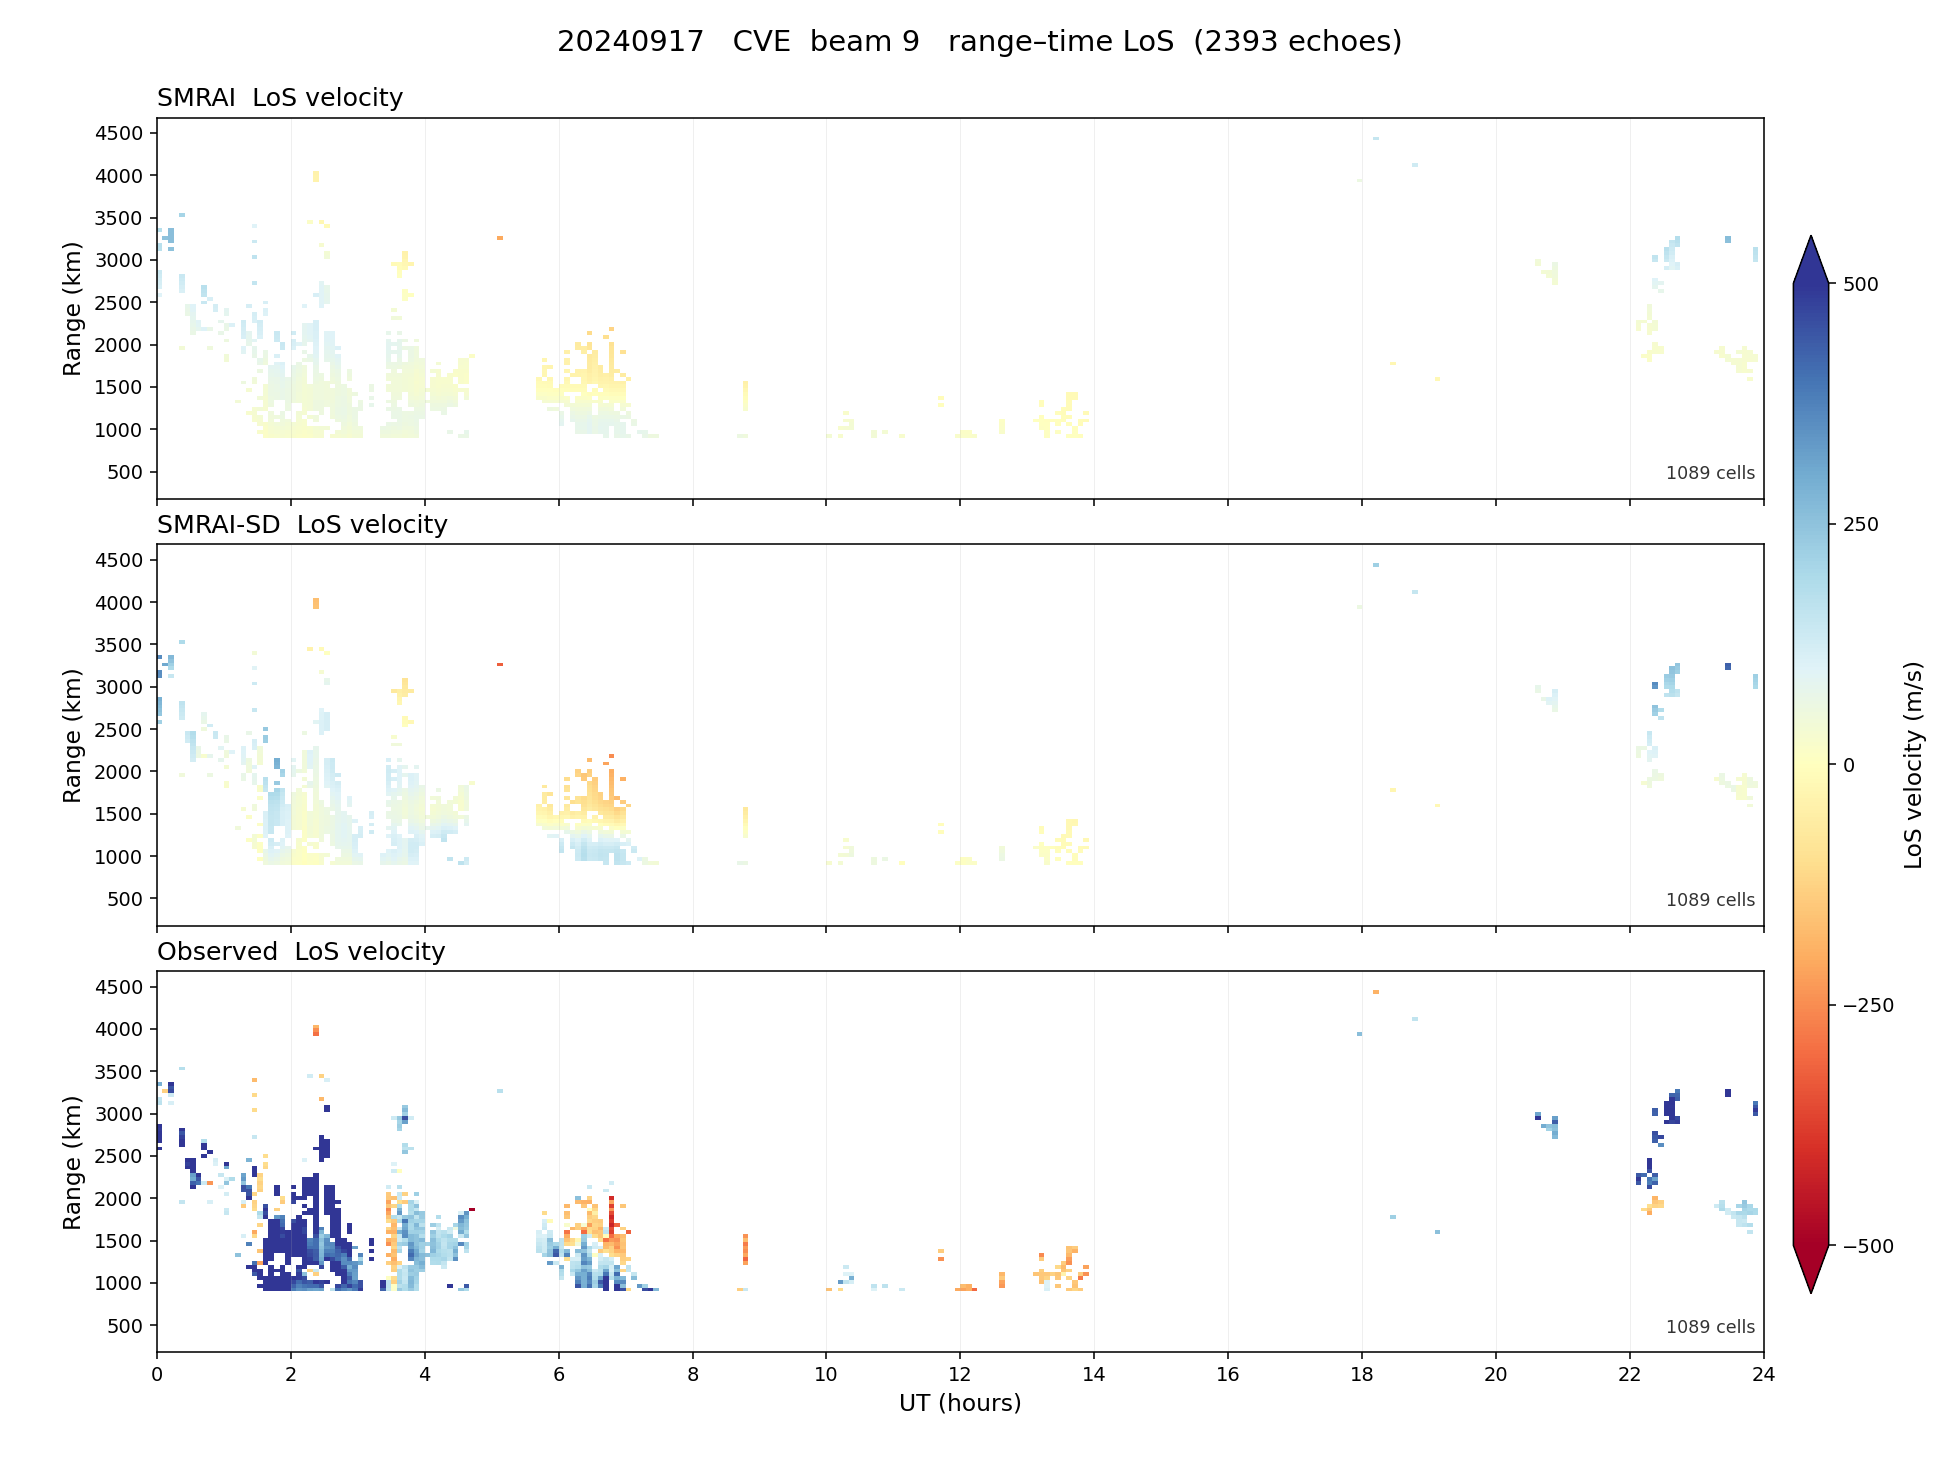 20240917   CVE  beam 9   range–time LoS  (2393 echoes)
SMRAI  LoS velocity
4500
4000
3500
3000
2500
2000
1500
1000
500
Range (km)
1089 cells
SMRAI-SD  LoS velocity
4500
4000
3500
3000
2500
2000
1500
1000
500
Range (km)
1089 cells
Observed  LoS velocity
4500
4000
3500
3000
2500
2000
1500
1000
500
Range (km)
1089 cells
0 2 4 6 8 10 12 14 16 18 20 22 24
UT (hours)
500
250
0
−250
−500
LoS velocity (m/s)